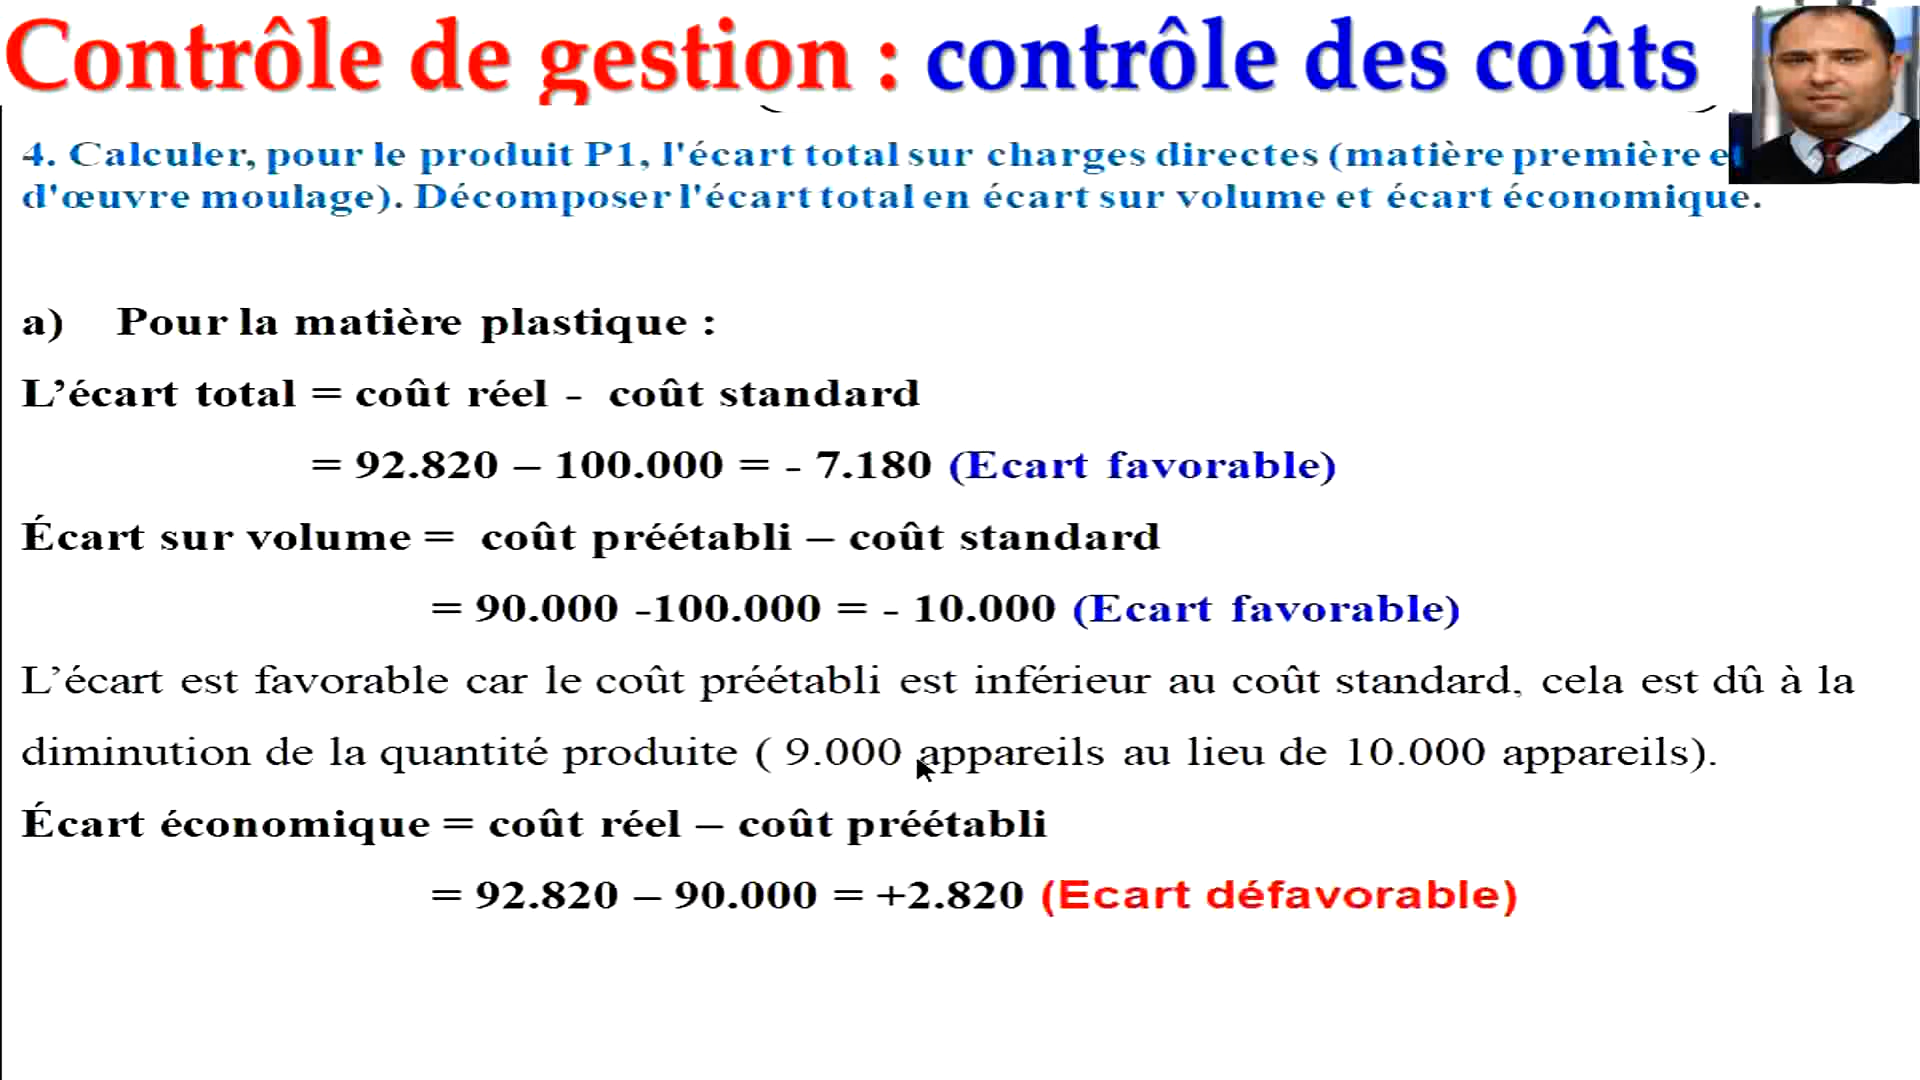 Contrôle de gestion : contrôle des coûts
4. Calculer, pour le produit P1, l'écart total sur charges directes (matière première et
d'œuvre moulage). Décomposer l'écart total en écart sur volume et écart économique.
a) Pour la matière plastique :
L’écart total = coût réel - coût standard
= 92.820 – 100.000 = - 7.180 (Ecart favorable)
Écart sur volume = coût préétabli – coût standard
= 90.000 -100.000 = - 10.000 (Ecart favorable)
L’écart est favorable car le coût préétabli est inférieur au coût standard, cela est dû à la
diminution de la quantité produite ( 9.000 appareils au lieu de 10.000 appareils).
Écart économique = coût réel – coût préétabli
= 92.820 – 90.000 = +2.820 (Ecart défavorable)